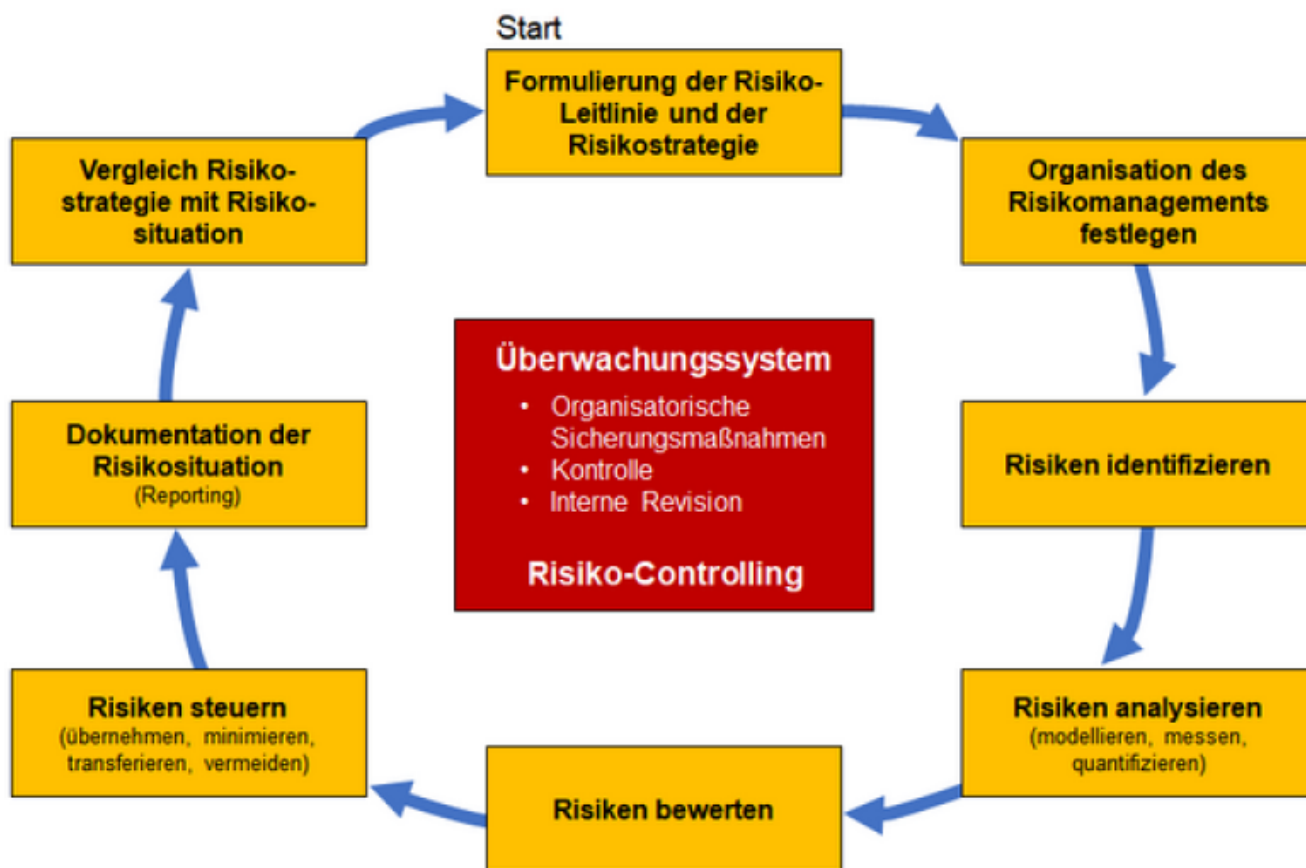 Start
Formulierung der Risiko-
Leitlinie und der
Risikostrategie
Organisation des
Risikomanagements
festlegen
Risiken identifizieren
Risiken analysieren
(modellieren, messen,
quantifizieren)
Risiken bewerten
Risiken steuern
(übernehmen, minimieren,
transferieren, vermeiden)
Dokumentation der
Risikosituation
(Reporting)
Vergleich Risiko-
strategie mit Risiko-
situation
Überwachungssystem
• Organisatorische
Sicherungsmaßnahmen
• Kontrolle
• Interne Revision
Risiko-Controlling